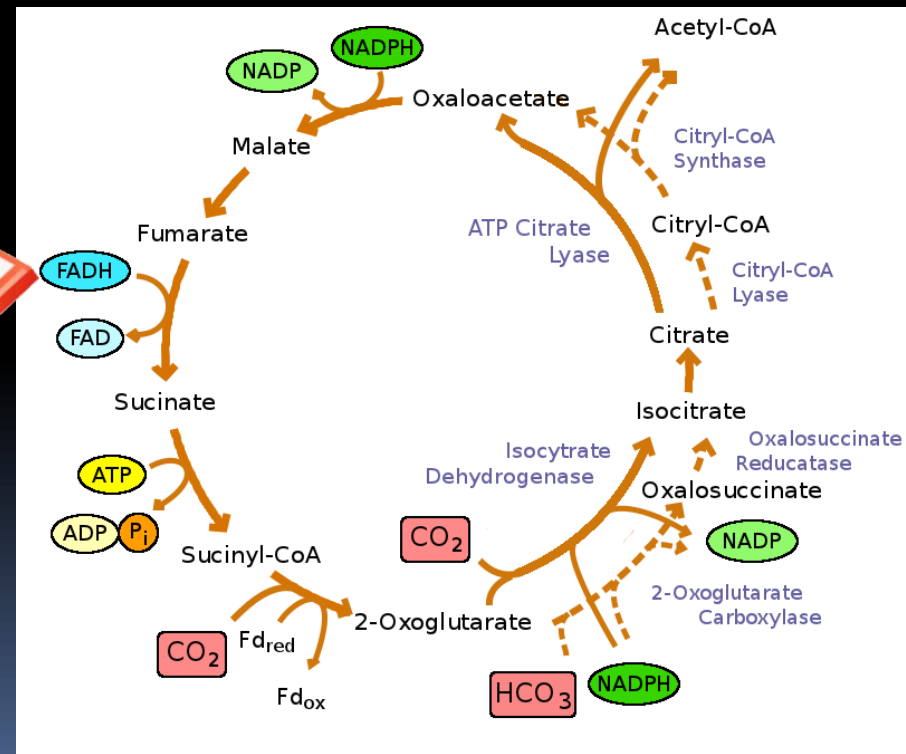 Acetyl-CoA
NADPH
NADP
Oxaloacetate
Malate
Citryl-CoA
Synthase
Fumarate
ATP Citrate
Lyase
Citryl-CoA
FADH
Citryl-CoA
Lyase
FAD
Citrate
Sucinate
Isocitrate
Isocytrate
Dehydrogenase
Oxalosuccinate
Reducatase
ATP
Oxalosuccinate
ADP
Pi
CO2
NADP
Sucinyl-CoA
2-Oxoglutarate
Carboxylase
2-Oxoglutarate
CO2
Fdred
HCO3
NADPH
Fdox